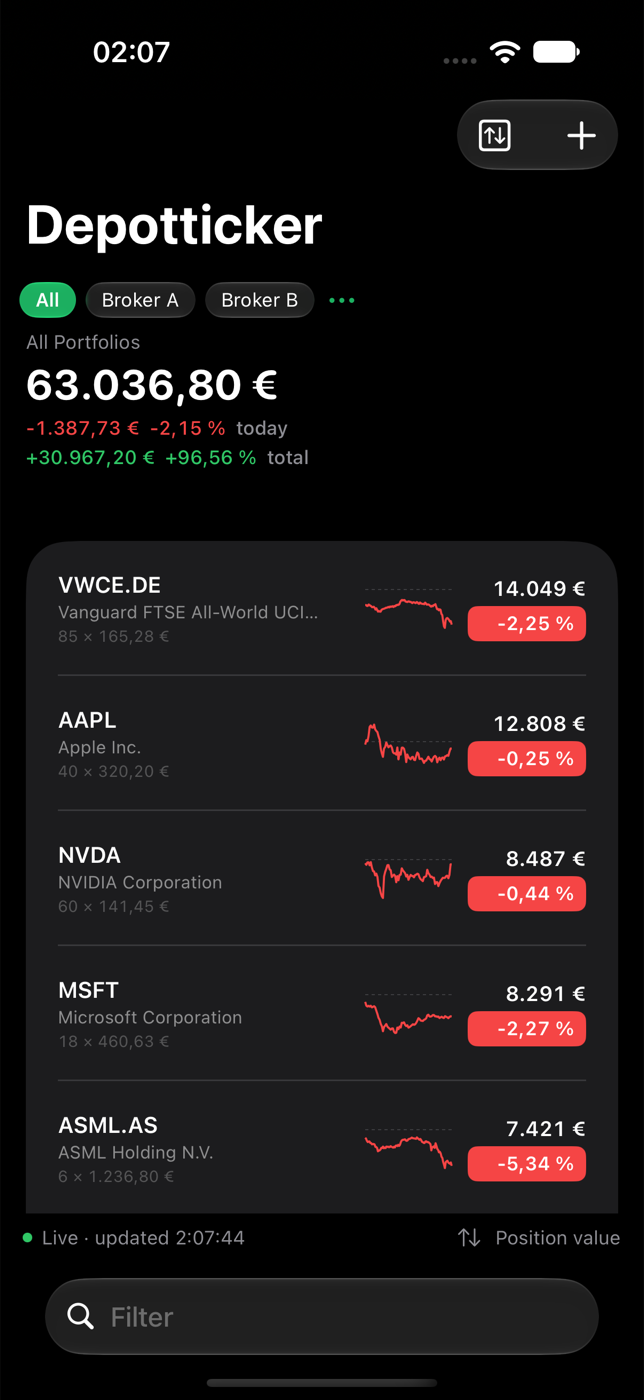 02:07
Depotticker
All
Broker A
Broker B
All Portfolios
63.036,80 €
-1.387,73 € -2,15 % today
+30.967,20 € +96,56 % total
VWCE.DE
Vanguard FTSE All-World UCI...
85 × 165,28 €
14.049 €
-2,25 %
AAPL
Apple Inc.
40 × 320,20 €
12.808 €
-0,25 %
NVDA
NVIDIA Corporation
60 × 141,45 €
8.487 €
-0,44 %
MSFT
Microsoft Corporation
18 × 460,63 €
8.291 €
-2,27 %
ASML.AS
ASML Holding N.V.
6 × 1.236,80 €
7.421 €
-5,34 %
Live · updated 2:07:44
Position value
Filter